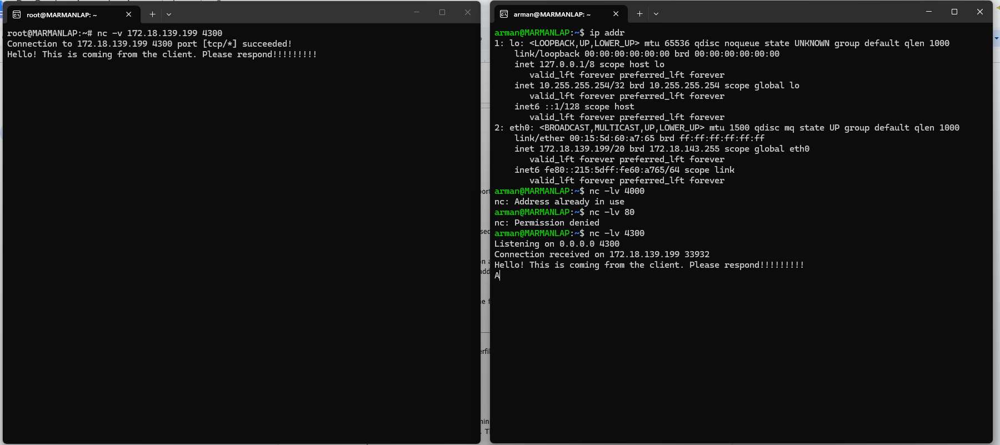 root@MARMANLAP: ~
root@MARMANLAP:~# nc -v 172.18.139.199 4300
Connection to 172.18.139.199 4300 port [tcp/*] succeeded!
Hello! This is coming from the client. Please respond!!!!!!!!!
arman@MARMANLAP: ~
arman@MARMANLAP:~$ ip addr
1: lo: <LOOPBACK,UP,LOWER_UP> mtu 65536 qdisc noqueue state UNKNOWN group default qlen 1000
    link/loopback 00:00:00:00:00:00 brd 00:00:00:00:00:00
    inet 127.0.0.1/8 scope host lo
       valid_lft forever preferred_lft forever
    inet 10.255.255.254/32 brd 10.255.255.254 scope global lo
       valid_lft forever preferred_lft forever
    inet6 ::1/128 scope host
       valid_lft forever preferred_lft forever
2: eth0: <BROADCAST,MULTICAST,UP,LOWER_UP> mtu 1500 qdisc mq state UP group default qlen 1000
    link/ether 00:15:5d:60:a7:65 brd ff:ff:ff:ff:ff:ff
    inet 172.18.139.199/20 brd 172.18.143.255 scope global eth0
       valid_lft forever preferred_lft forever
    inet6 fe80::215:5dff:fe60:a765/64 scope link
       valid_lft forever preferred_lft forever
arman@MARMANLAP:~$ nc -lv 4000
nc: Address already in use
arman@MARMANLAP:~$ nc -lv 80
nc: Permission denied
arman@MARMANLAP:~$ nc -lv 4300
Listening on 0.0.0.0 4300
Connection received on 172.18.139.199 33932
Hello! This is coming from the client. Please respond!!!!!!!!!
A